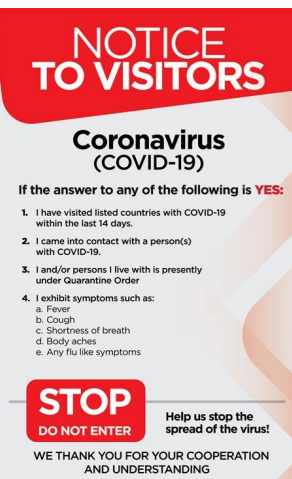 NOTICE
TO VISITORS
Coronavirus
(COVID-19)
If the answer to any of the following is YES:
1. I have visited listed countries with COVID-19
within the last 14 days.
2. I came into contact with a person(s)
with COVID-19.
3. I and/or persons I live with is presently
under Quarantine Order
4. I exhibit symptoms such as:
a. Fever
b. Cough
c. Shortness of breath
d. Body aches
e. Any flu like symptoms
STOP
DO NOT ENTER
Help us stop the
spread of the virus!
WE THANK YOU FOR YOUR COOPERATION
AND UNDERSTANDING